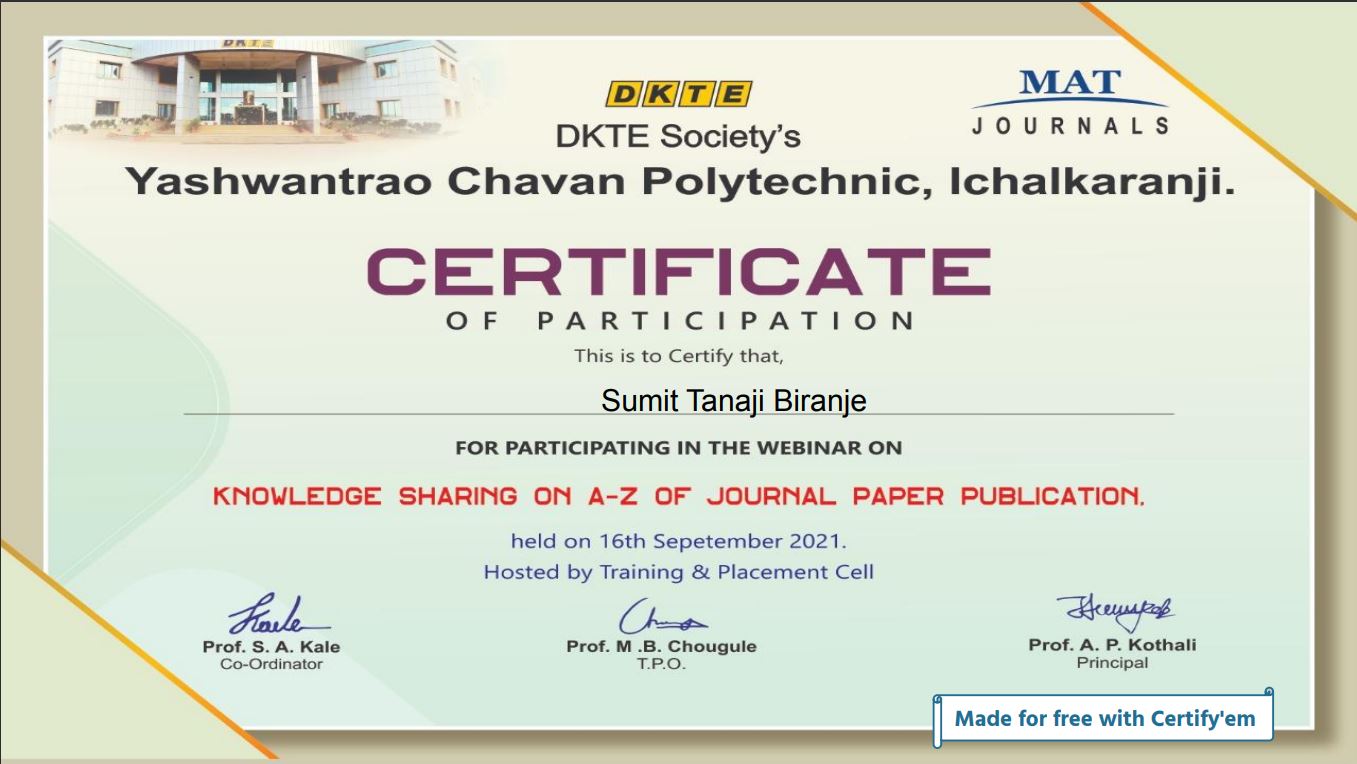 DKTE
DKTE
DKTE Society's
MAT
JOURNALS
Yashwantrao Chavan Polytechnic, Ichalkaranji.
CERTIFICATE
OF PARTICIPATION
This is to Certify that,
Sumit Tanaji Biranje
FOR PARTICIPATING IN THE WEBINAR ON
KNOWLEDGE SHARING ON A-Z OF JOURNAL PAPER PUBLICATION.
held on 16th Sepetember 2021.
Hosted by Training & Placement Cell
Prof. S. A. Kale
Co-Ordinator
Prof. M .B. Chougule
T.P.O.
Prof. A. P. Kothali
Principal
Made for free with Certify'em